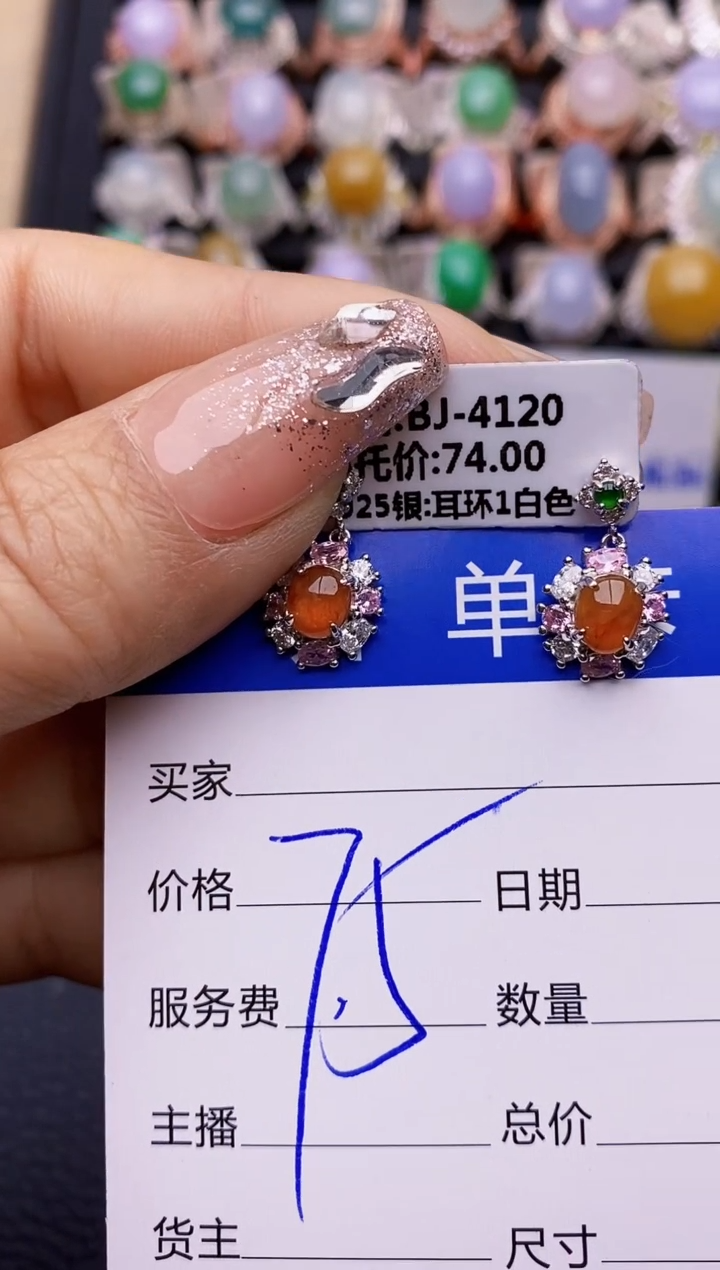 :BJ-4120
托价:74.00
925银:耳环1白色
单
买家
价格 日期
服务费 数量
主播 总价
货主 尺寸
75